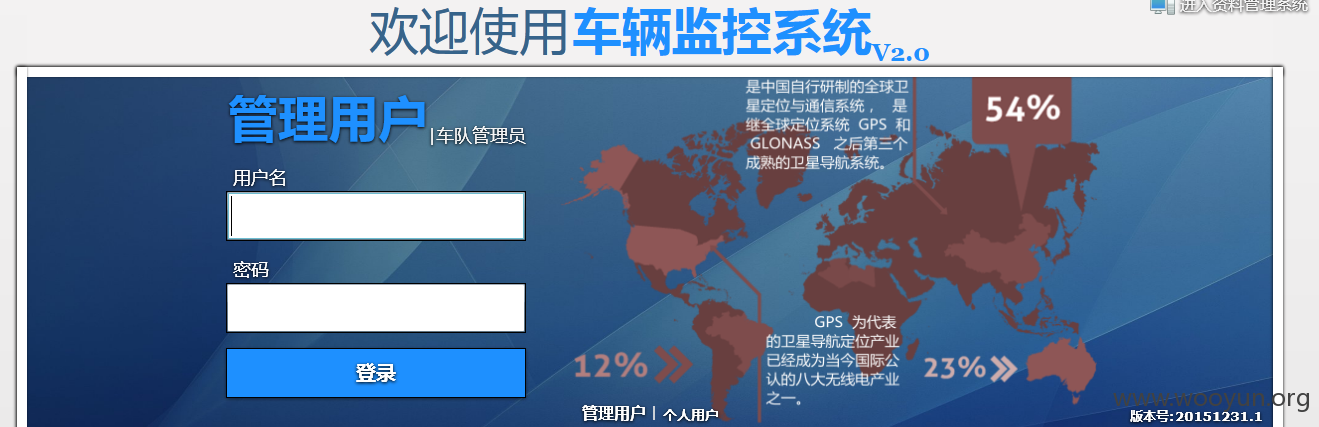 进入资料管理系统
欢迎使用车辆监控系统V2.0
管理用户|车队管理员
用户名
密码
登录
是中国自行研制的全球卫
星定位与通信系统， 是
继全球定位系统 GPS 和
GLONASS 之后第三个
成熟的卫星导航系统。
54%
12%
GPS 为代表
的卫星导航定位产业
已经成为当今国际公
认的八大无线电产业
之一。
23%
管理用户 | 个人用户
www.wooyun.org
版本号:20151231.1